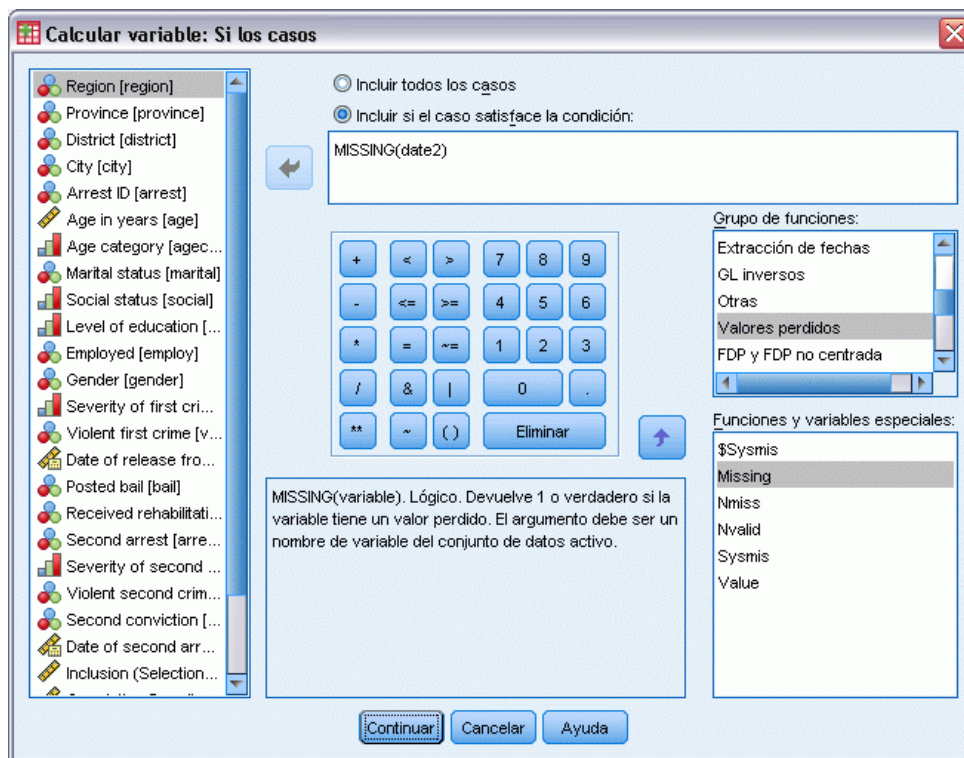 Calcular variable: Si los casos
Region [region]
Province [province]
District [district]
City [city]
Arrest ID [arrest]
Age in years [age]
Age category [agec...
Marital status [marital]
Social status [social]
Level of education [...
Employed [employ]
Gender [gender]
Severity of first cri...
Violent first crime [v...
Date of release fro...
Posted bail [bail]
Received rehabilitati...
Second arrest [arre...
Severity of second ...
Violent second crim...
Second conviction [...
Date of second arr...
Inclusion (Selection...
Incluir todos los casos
Incluir si el caso satisface la condición:
MISSING(date2)
+ < > 7 8 9
- <= >= 4 5 6
* = ~= 1 2 3
/ & | 0 .
** ~ ( ) Eliminar
Grupo de funciones:
Extracción de fechas
GL inversos
Otras
Valores perdidos
FDP y FDP no centrada
Funciones y variables especiales:
$Sysmis
Missing
Nmiss
Nvalid
Sysmis
Value
MISSING(variable). Lógico. Devuelve 1 o verdadero si la
variable tiene un valor perdido. El argumento debe ser un
nombre de variable del conjunto de datos activo.
Continuar Cancelar Ayuda